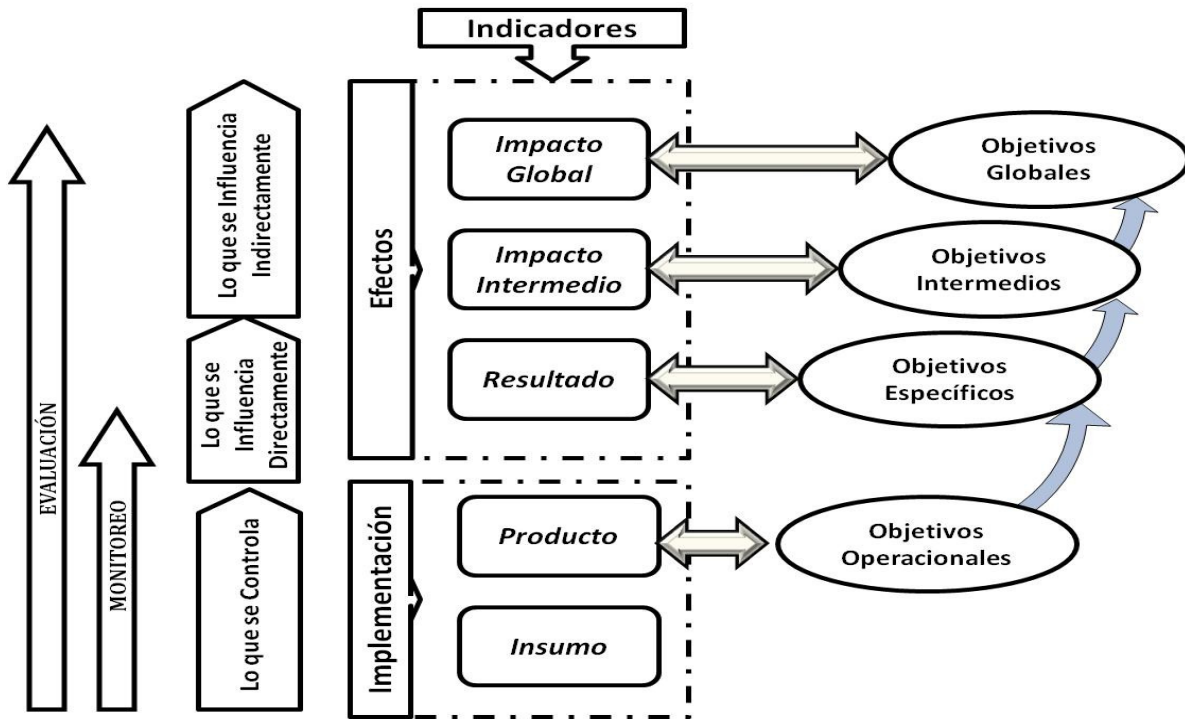 Indicadores
EVALUACIÓN
MONITOREO
Lo que se Influencia
Indirectamente
Lo que se
Influencia
Directamente
Lo que se Controla
Efectos
Impacto
Global
Impacto
Intermedio
Resultado
Implementación
Producto
Insumo
Objetivos
Globales
Objetivos
Intermedios
Objetivos
Específicos
Objetivos
Operacionales